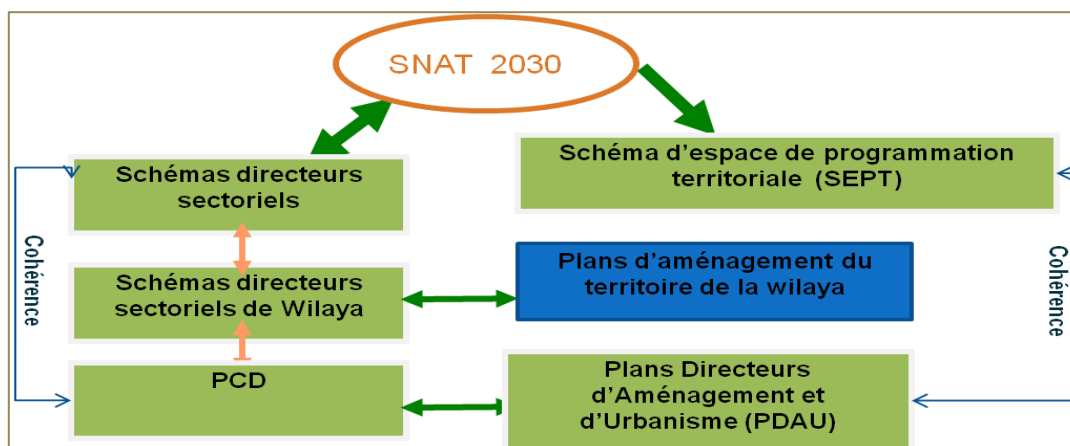 SNAT 2030
Schémas directeurs
sectoriels
Schéma d'espace de programmation
territoriale (SEPT)
Cohérence
Schémas directeurs
sectoriels de Wilaya
Plans d'aménagement du
territoire de la wilaya
Cohérence
PCD
Plans Directeurs
d'Aménagement et
d'Urbanisme (PDAU)